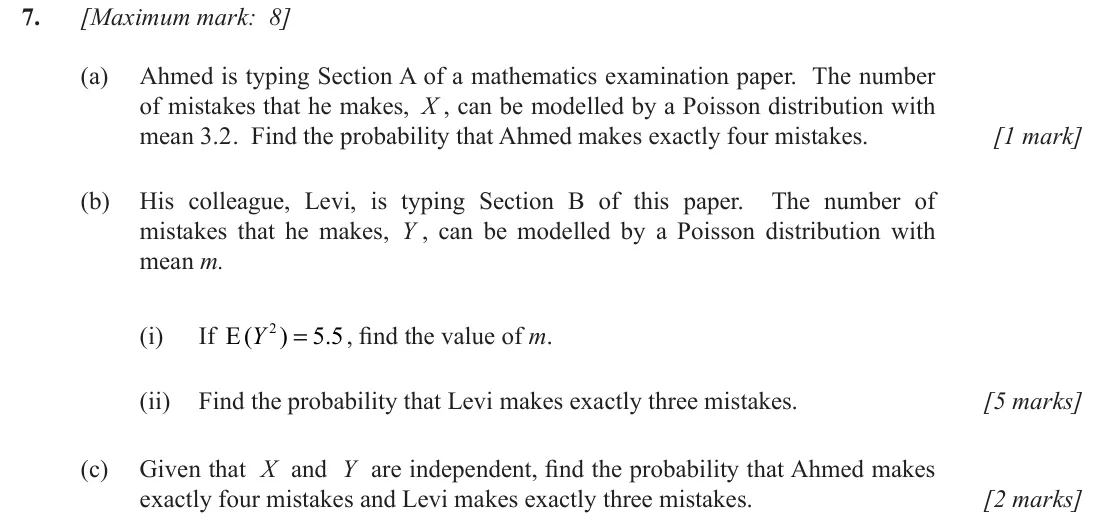 7. [Maximum mark: 8]
(a) Ahmed is typing Section A of a mathematics examination paper. The number
of mistakes that he makes, X, can be modelled by a Poisson distribution with
mean 3.2. Find the probability that Ahmed makes exactly four mistakes. [1 mark]
(b) His colleague, Levi, is typing Section B of this paper. The number of
mistakes that he makes, Y, can be modelled by a Poisson distribution with
mean m.
(i) If E(Y²) = 5.5, find the value of m.
(ii) Find the probability that Levi makes exactly three mistakes. [5 marks]
(c) Given that X and Y are independent, find the probability that Ahmed makes
exactly four mistakes and Levi makes exactly three mistakes. [2 marks]